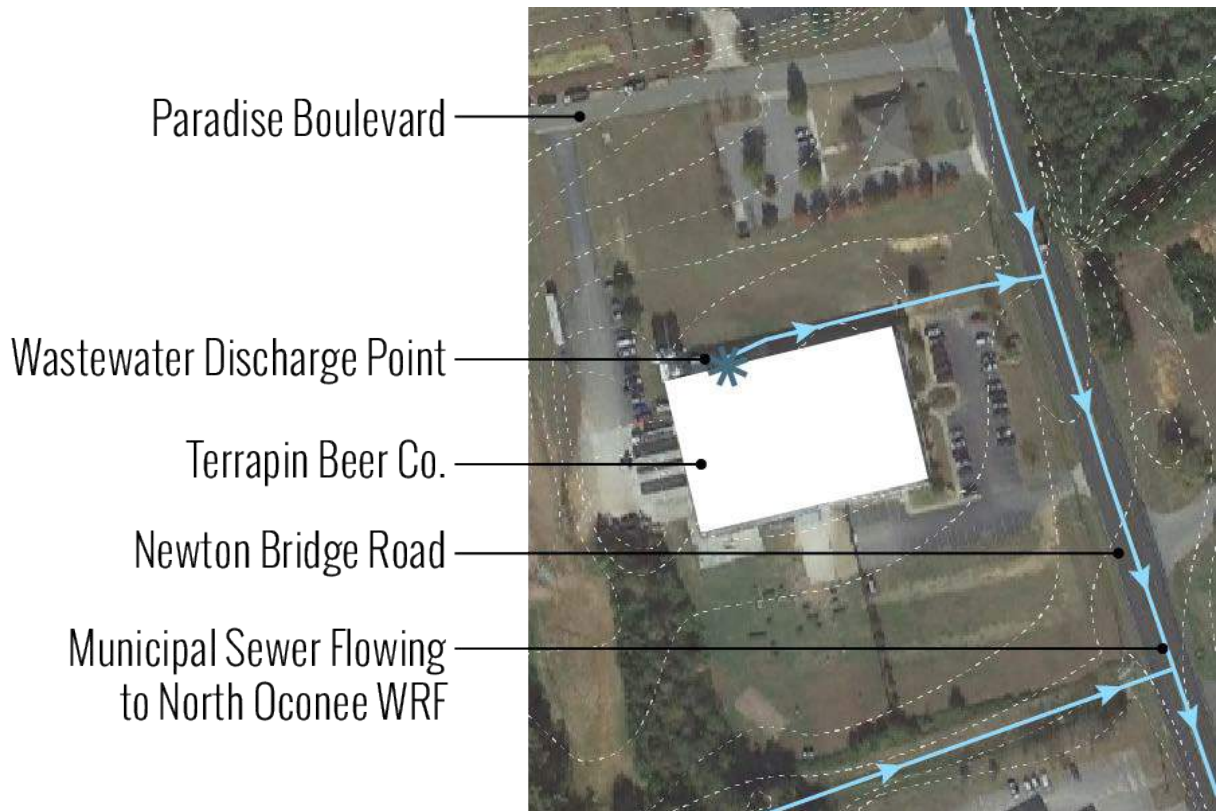 Paradise Boulevard
Wastewater Discharge Point
Terrapin Beer Co.
Newton Bridge Road
Municipal Sewer Flowing
to North Oconee WRF